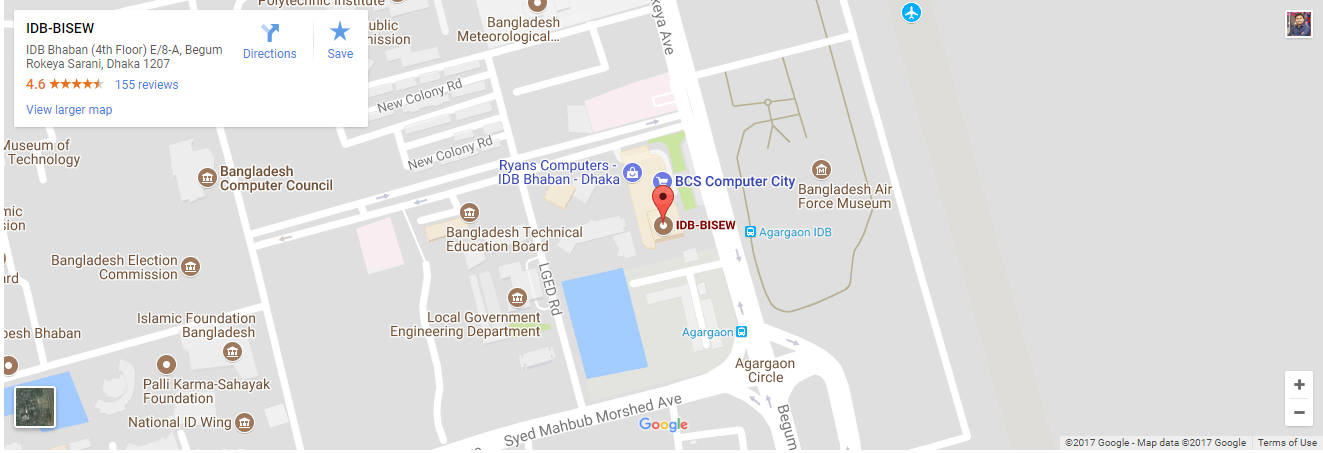 IDB-BISEW
IDB Bhaban (4th Floor) E/8-A, Begum
Rokeya Sarani, Dhaka 1207
4.6
155 reviews
View larger map
Directions
Save
Polytechnic Institute
Bangladesh
Meteorological...
keya Ave
New Colony Rd
New Colony Rd
Museum of
Technology
Bangladesh
Computer Council
Ryans Computers -
IDB Bhaban - Dhaka
BCS Computer City
IDB-BISEW
Bangladesh Air
Force Museum
Agargaon IDB
Bangladesh Technical
Education Board
Bangladesh Election
Commission
LGED Rd
Local Government
Engineering Department
Islamic Foundation
Bangladesh
esh Bhaban
Agargaon
Agargaon
Circle
Palli Karma-Sahayak
Foundation
National ID Wing
Syed Mahbub Morshed Ave
Begum
Google
©2017 Google - Map data ©2017 Google
Terms of Use